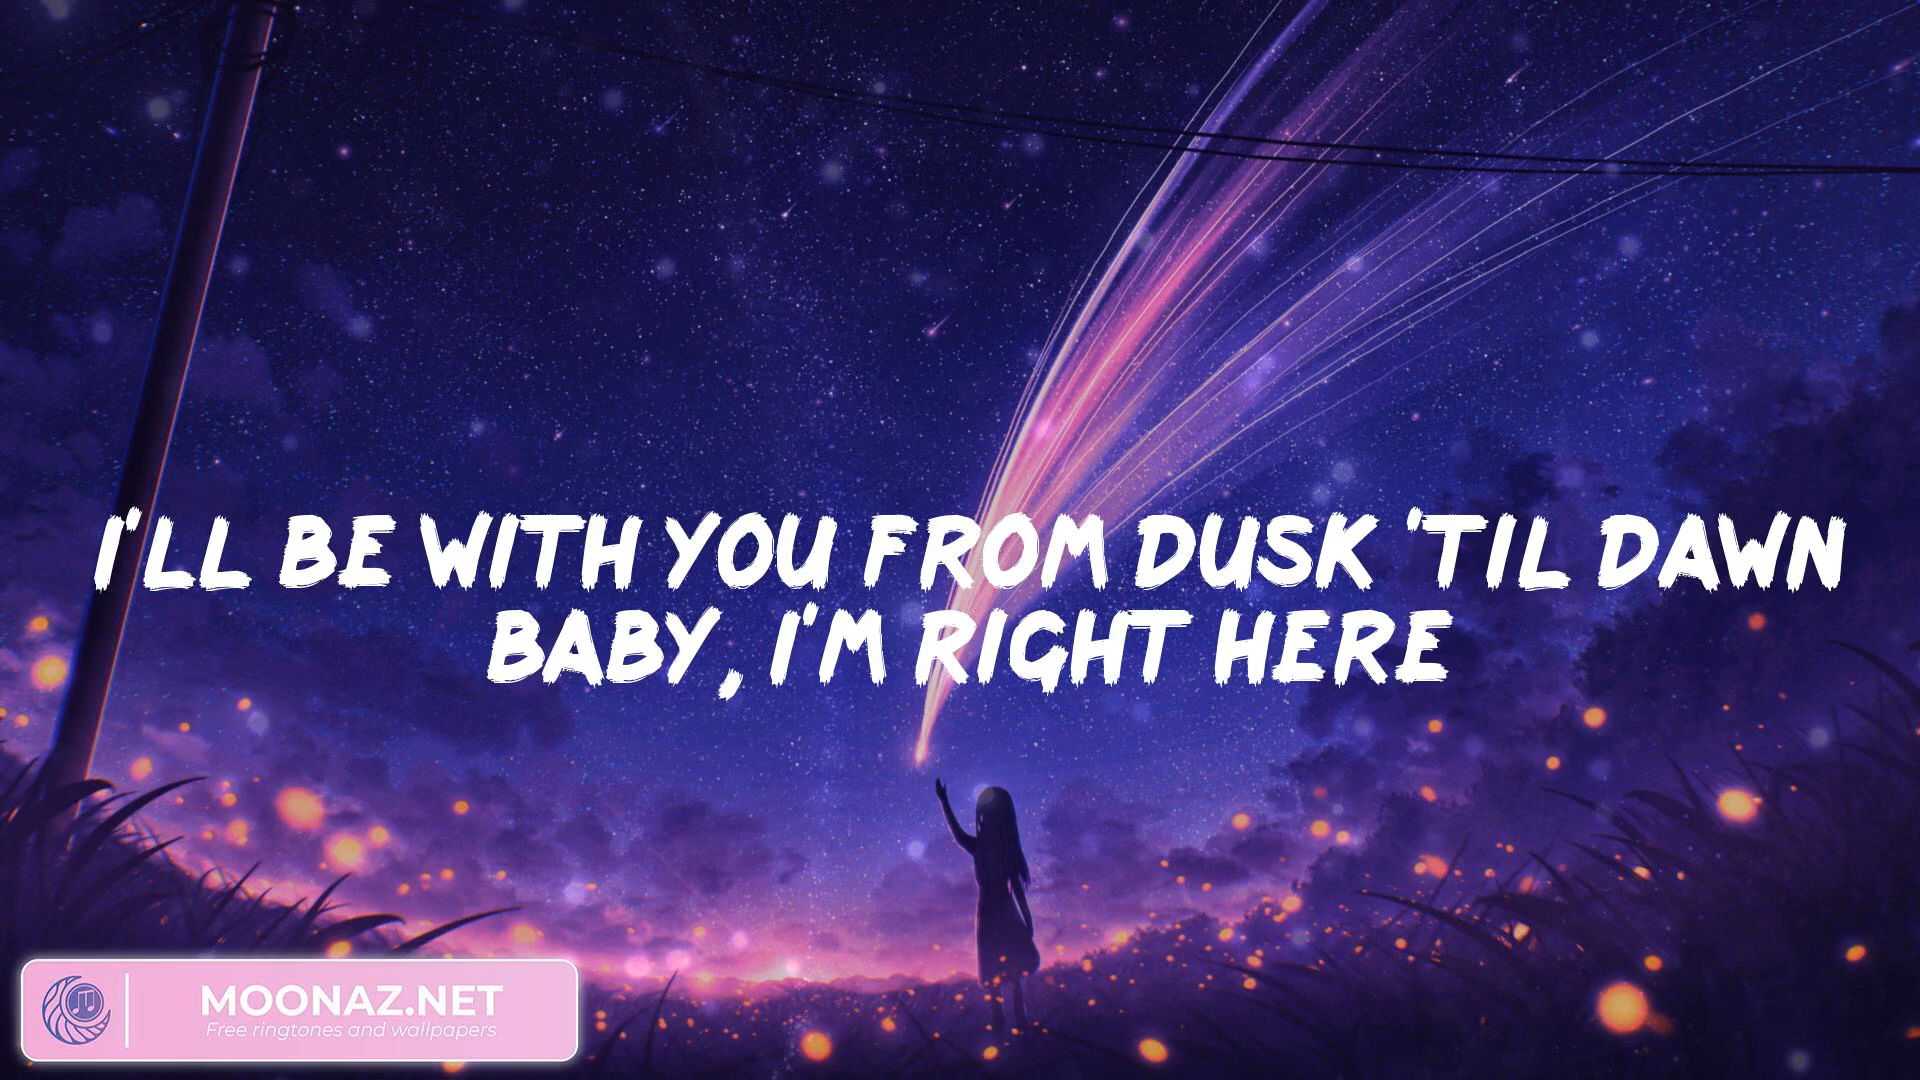 I'LL BE WITH YOU FROM DUSK 'TIL DAWN
BABY, I'M RIGHT HERE
MOONAZ.NET
Free ringtones and wallpapers